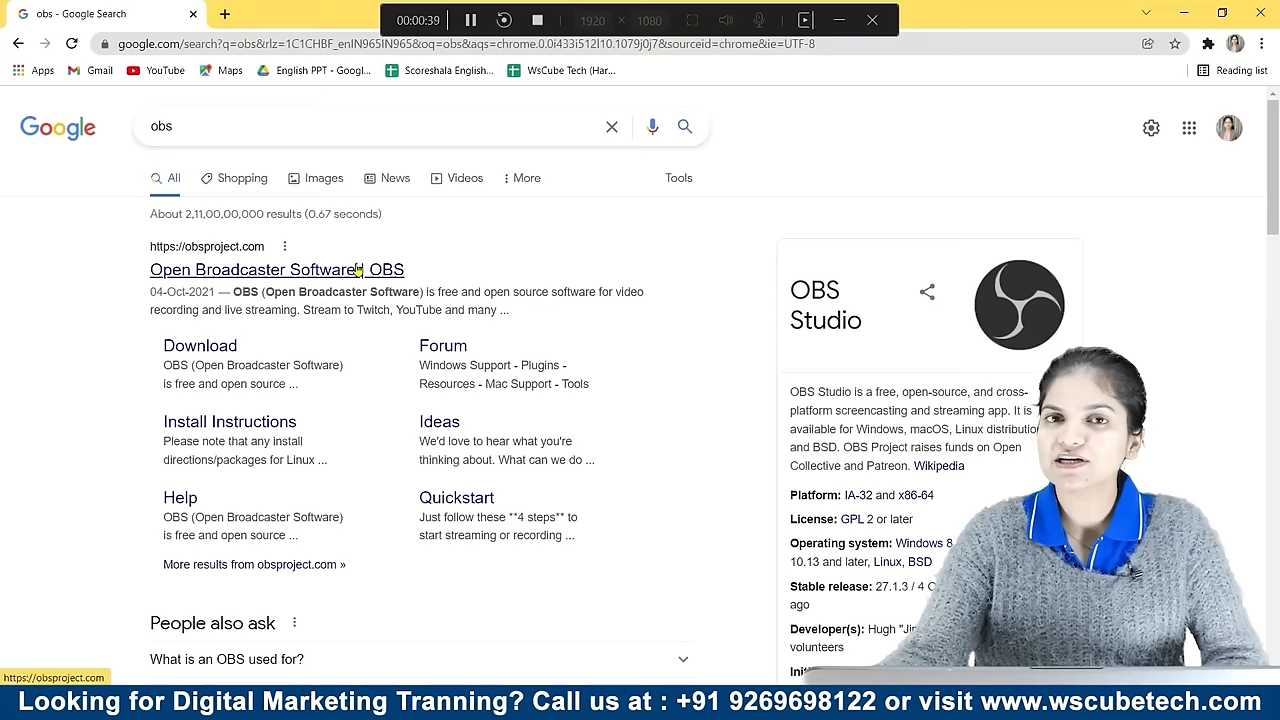 obs - Google Search
00:00:39
1920 × 1080
google.com/search?q=obs&rlz=1C1CHBF_enIN965IN965&oq=obs&aqs=chrome.0.0i433i512l10.1079j0j7&sourceid=chrome&ie=UTF-8
Apps
Gmail
YouTube
Maps
English PPT - Googl...
Scoreshala English...
WsCube Tech (Har...
Reading list
Google
obs
All
Shopping
Images
News
Videos
More
Tools
About 2,11,00,00,000 results (0.67 seconds)
https://obsproject.com
Open Broadcaster Software| OBS
04-Oct-2021 — OBS (Open Broadcaster Software) is free and open source software for video
recording and live streaming. Stream to Twitch, YouTube and many ...
Download
OBS (Open Broadcaster Software)
is free and open source ...
Forum
Windows Support - Plugins -
Resources - Mac Support - Tools
Install Instructions
Please note that any install
directions/packages for Linux ...
Ideas
We'd love to hear what you're
thinking about. What can we do ...
Help
OBS (Open Broadcaster Software)
is free and open source ...
Quickstart
Just follow these **4 steps** to
start streaming or recording ...
More results from obsproject.com »
People also ask
What is an OBS used for?
OBS
Studio
OBS Studio is a free, open-source, and cross-
platform screencasting and streaming app. It is
available for Windows, macOS, Linux distributio
and BSD. OBS Project raises funds on Open
Collective and Patreon. Wikipedia
Platform: IA-32 and x86-64
License: GPL 2 or later
Operating system: Windows 8
10.13 and later, Linux, BSD
Stable release: 27.1.3 / 4 O
ago
Developer(s): Hugh "Jir
volunteers
Initi
https://obsproject.com
Looking for Digital Marketing Tranning? Call us at : +91 9269698122 or visit www.wscubetech.com